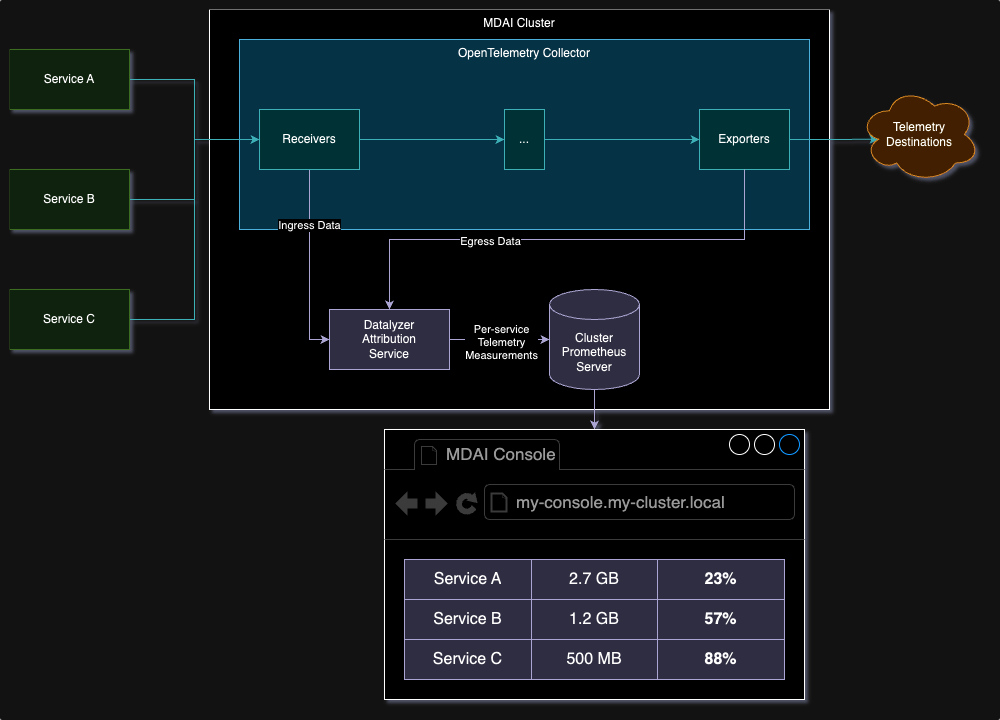 MDAI Cluster
OpenTelemetry Collector
Service A
Service B
Service C
Receivers
...
Exporters
Telemetry
Destinations
Ingress Data
Egress Data
Datalyzer
Attribution
Service
Per-service
Telemetry
Measurements
Cluster
Prometheus
Server
MDAI Console
my-console.my-cluster.local
Service A 2.7 GB 23%
Service B 1.2 GB 57%
Service C 500 MB 88%